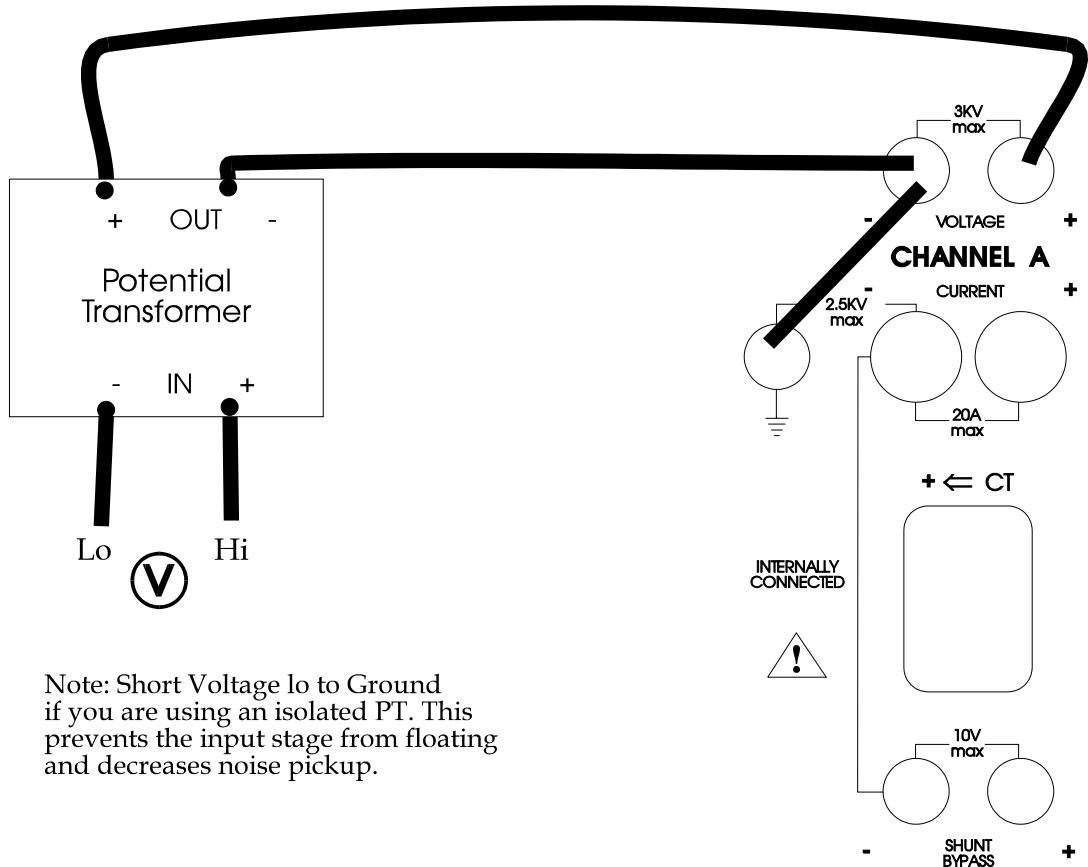 3KV
max
+ OUT -
- VOLTAGE +
Potential
Transformer
CHANNEL A
- CURRENT +
2.5KV
max
- IN +
20A
max
+ ⇐ CT
Lo Hi
V
INTERNALLY
CONNECTED
!
Note: Short Voltage lo to Ground
if you are using an isolated PT. This
prevents the input stage from floating
and decreases noise pickup.
10V
max
- SHUNT +
BYPASS